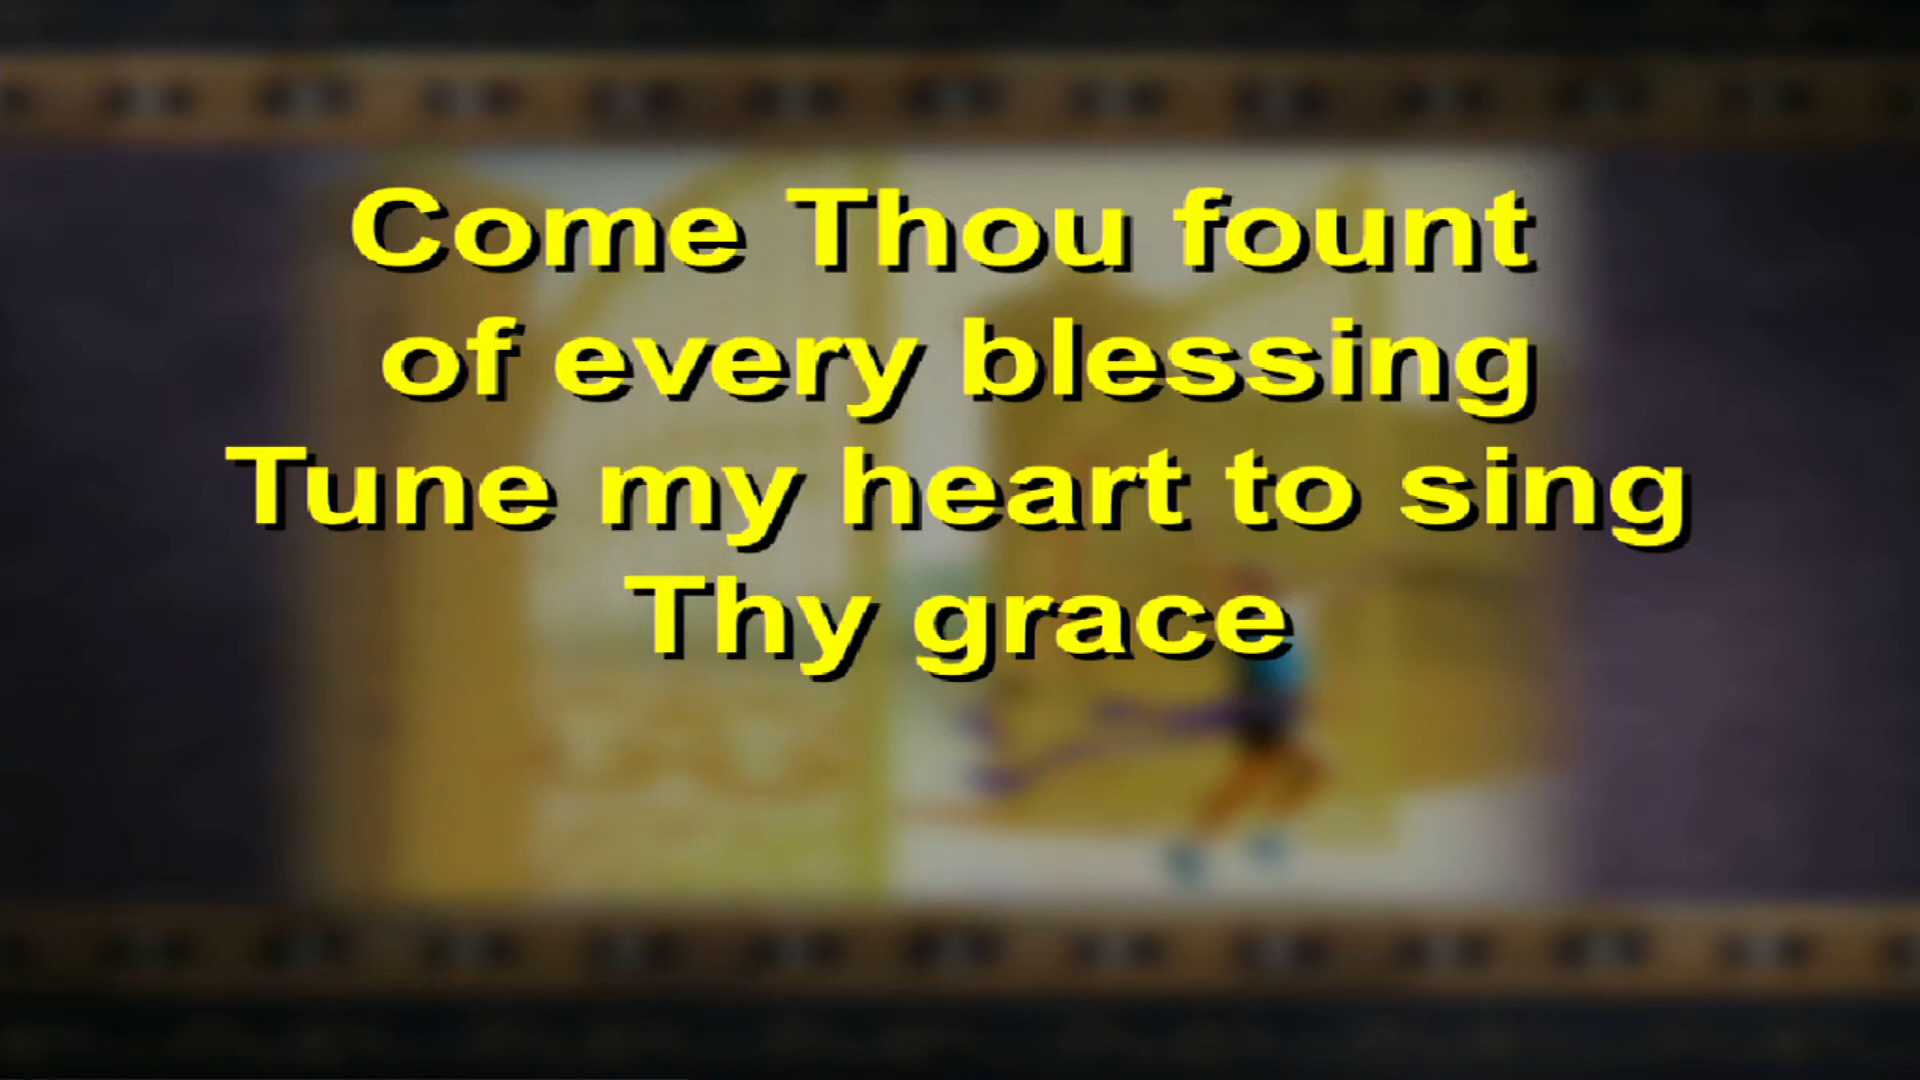 Come Thou fount
of every blessing
Tune my heart to sing
Thy grace